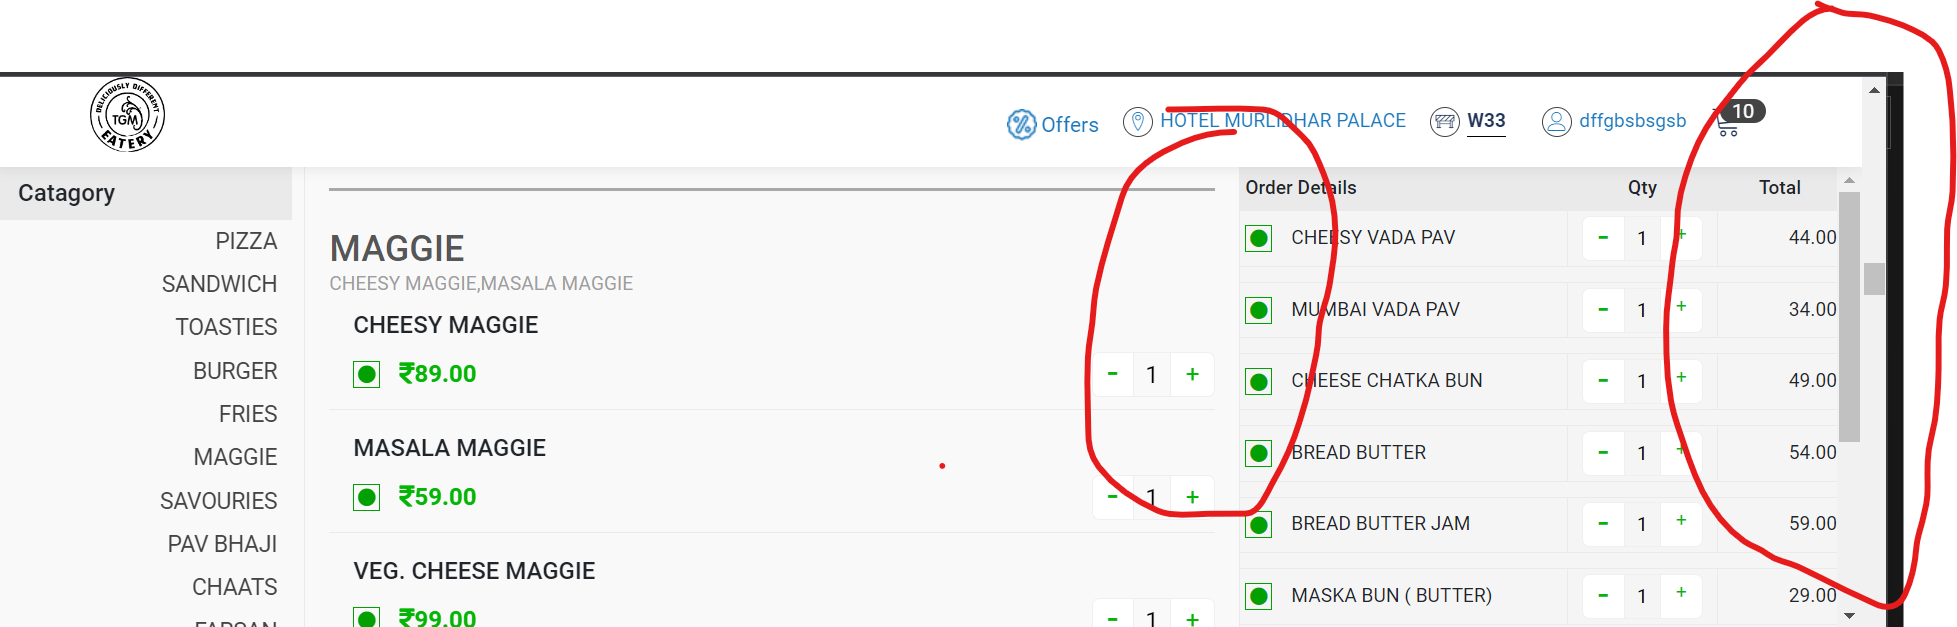 DELICIOUSLY DIFFERENT
TGM
EATERY
Offers
HOTEL MURLIDHAR PALACE
W33
dffgbsbsgsb
10
Catagory
PIZZA
SANDWICH
TOASTIES
BURGER
FRIES
MAGGIE
SAVOURIES
PAV BHAJI
CHAATS
FARSAN
MAGGIE
CHEESY MAGGIE,MASALA MAGGIE
CHEESY MAGGIE
₹89.00
- 1 +
MASALA MAGGIE
₹59.00
- 1 +
VEG. CHEESE MAGGIE
₹99.00
- 1 +
Order Details Qty Total
CHEESY VADA PAV - 1 + 44.00
MUMBAI VADA PAV - 1 + 34.00
CHEESE CHATKA BUN - 1 + 49.00
BREAD BUTTER - 1 + 54.00
BREAD BUTTER JAM - 1 + 59.00
MASKA BUN ( BUTTER) - 1 + 29.00